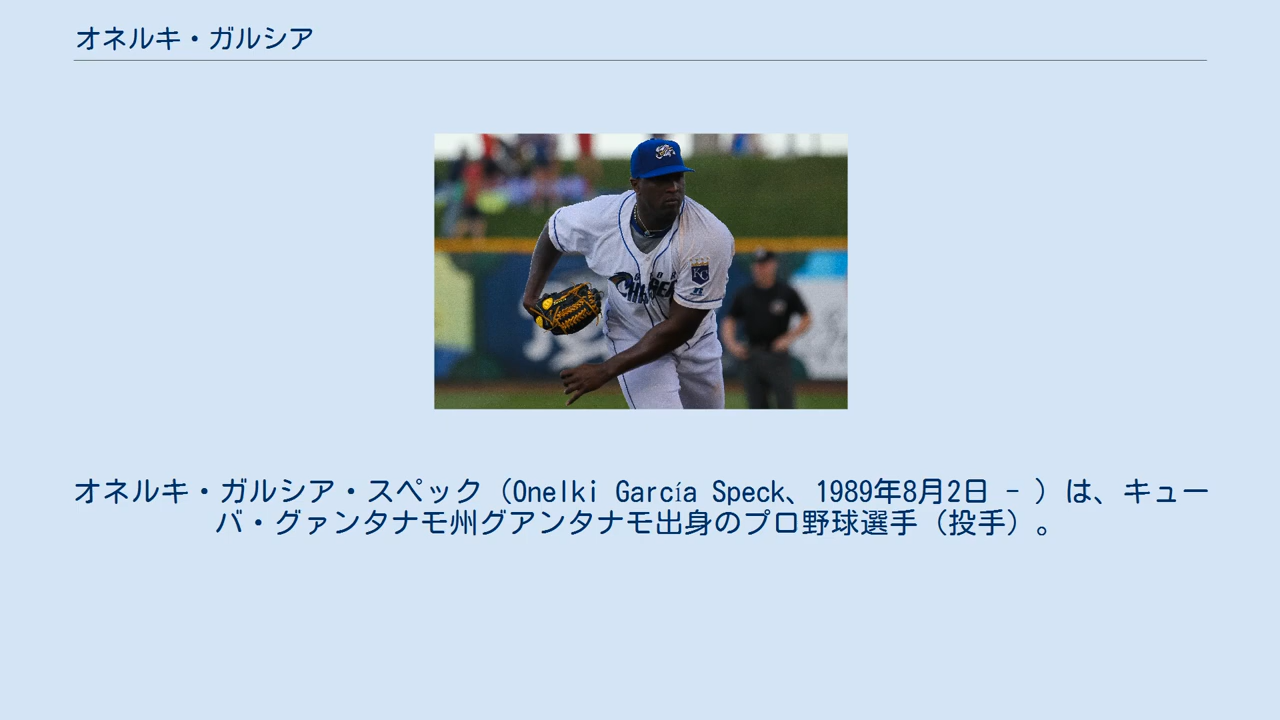 オネルキ・ガルシア
KC
オネルキ・ガルシア・スペック（Onelki García Speck、1989年8月2日 - ）は、キュー
バ・グァンタナモ州グアンタナモ出身のプロ野球選手（投手）。